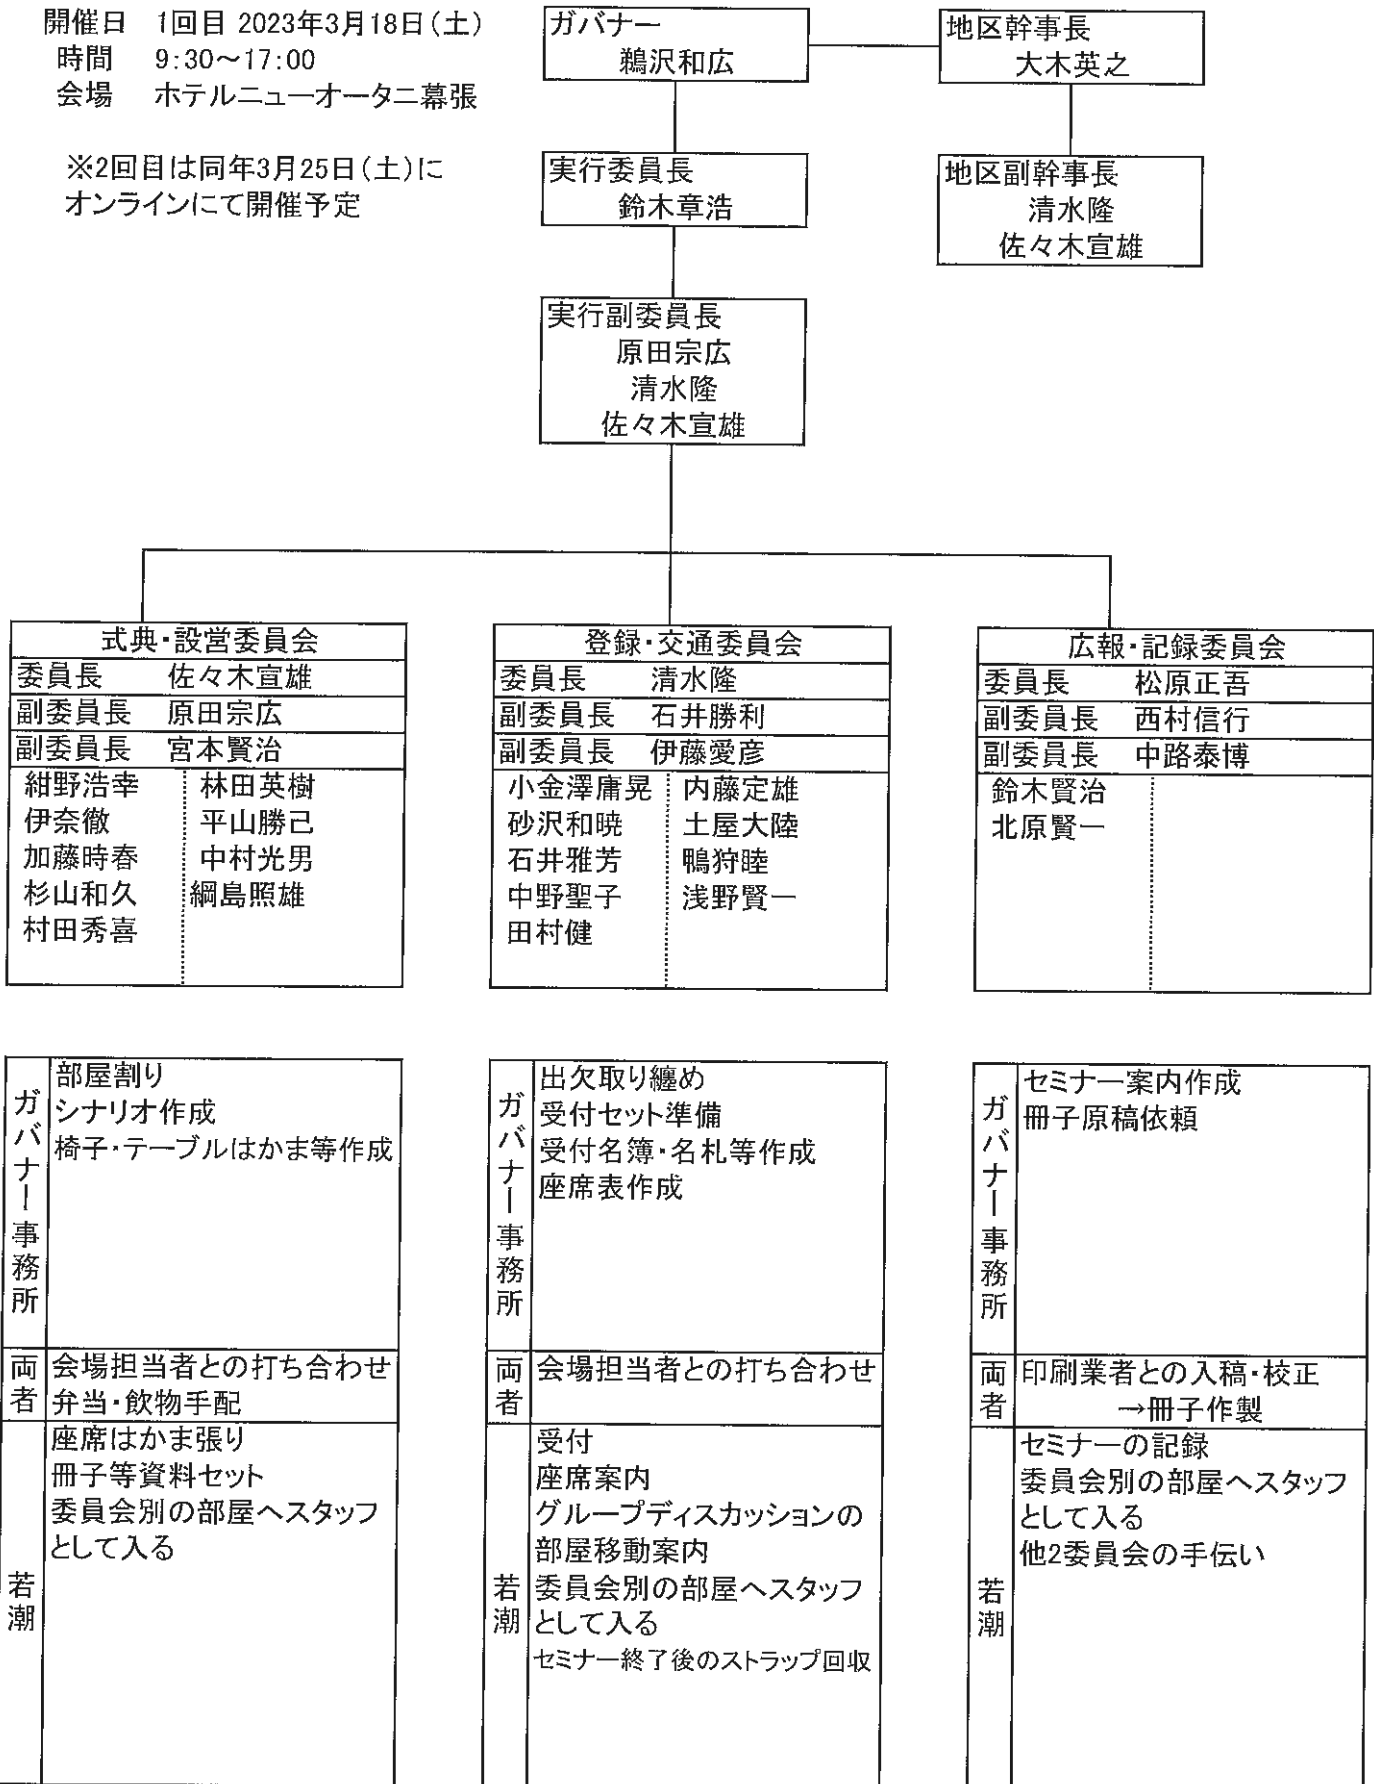 開催日 1回目 2023年3月18日(土)
時間 9:30～17:00
会場 ホテルニューオータニ幕張
※2回目は同年3月25日(土)に
オンラインにて開催予定
ガバナー
鵜沢和広
地区幹事長
大木英之
実行委員長
鈴木章浩
地区副幹事長
清水隆
佐々木宣雄
実行副委員長
原田宗広
清水隆
佐々木宣雄
式典・設営委員会
委員長 佐々木宣雄
副委員長 原田宗広
副委員長 宮本賢治
紺野浩幸 林田英樹
伊奈徹 平山勝己
加藤時春 中村光男
杉山和久 綱島照雄
村田秀喜
登録・交通委員会
委員長 清水隆
副委員長 石井勝利
副委員長 伊藤愛彦
小金澤庸晃 内藤定雄
砂沢和暁 土屋大陸
石井雅芳 鴨狩睦
中野聖子 浅野賢一
田村健
広報・記録委員会
委員長 松原正吾
副委員長 西村信行
副委員長 中路泰博
鈴木賢治
北原賢一
ガバナー事務所
部屋割り
シナリオ作成
椅子・テーブルはかま等作成
両者
会場担当者との打ち合わせ
弁当・飲物手配
若潮
座席はかま張り
冊子等資料セット
委員会別の部屋へスタッフ
として入る
ガバナー事務所
出欠取り纏め
受付セット準備
受付名簿・名札等作成
座席表作成
両者
会場担当者との打ち合わせ
若潮
受付
座席案内
グループディスカッションの
部屋移動案内
委員会別の部屋へスタッフ
として入る
セミナー終了後のストラップ回収
ガバナー事務所
セミナー案内作成
冊子原稿依頼
両者
印刷業者との入稿・校正
→冊子作製
若潮
セミナーの記録
委員会別の部屋へスタッフ
として入る
他2委員会の手伝い